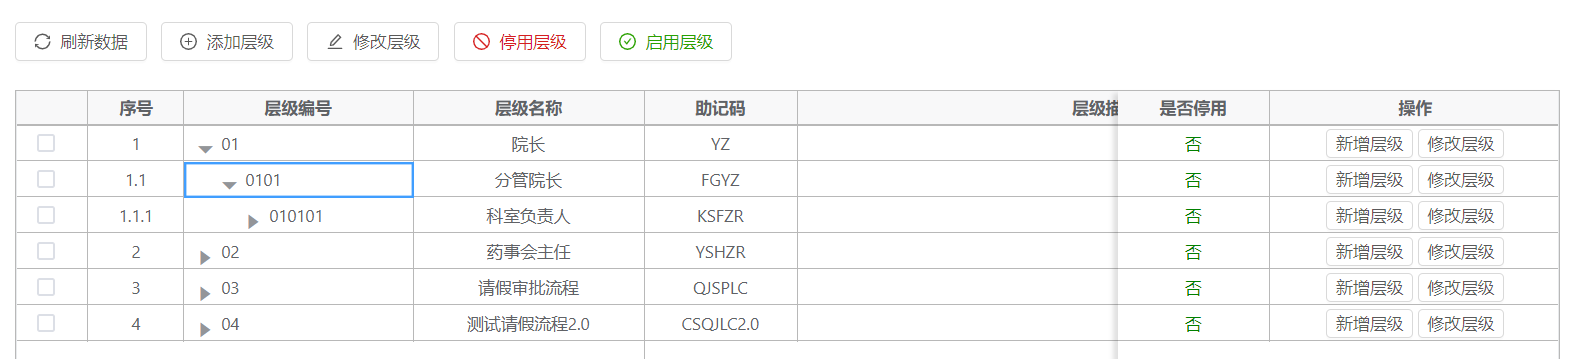 刷新数据 添加层级 修改层级 停用层级 启用层级
序号 层级编号 层级名称 助记码 层级描 是否停用 操作
1 01 院长 YZ 否 新增层级 修改层级
1.1 0101 分管院长 FGYZ 否 新增层级 修改层级
1.1.1 010101 科室负责人 KSFZR 否 新增层级 修改层级
2 02 药事会主任 YSHZR 否 新增层级 修改层级
3 03 请假审批流程 QJSPLC 否 新增层级 修改层级
4 04 测试请假流程2.0 CSQJLC2.0 否 新增层级 修改层级